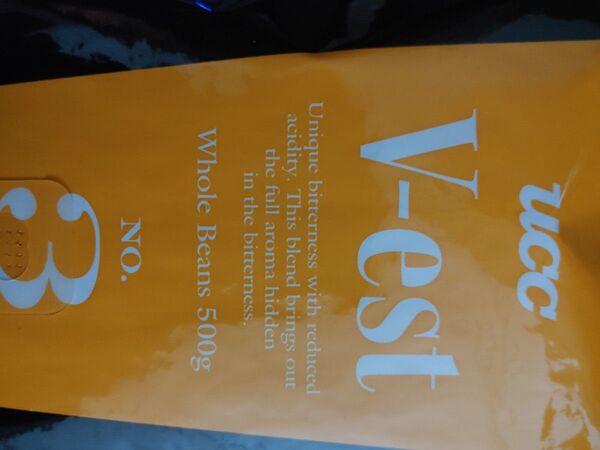 ucc
V-est
Unique bitterness with reduced
acidity. This blend brings out
the full aroma hidden
in the bitterness.
Whole Beans 500g
NO.
3